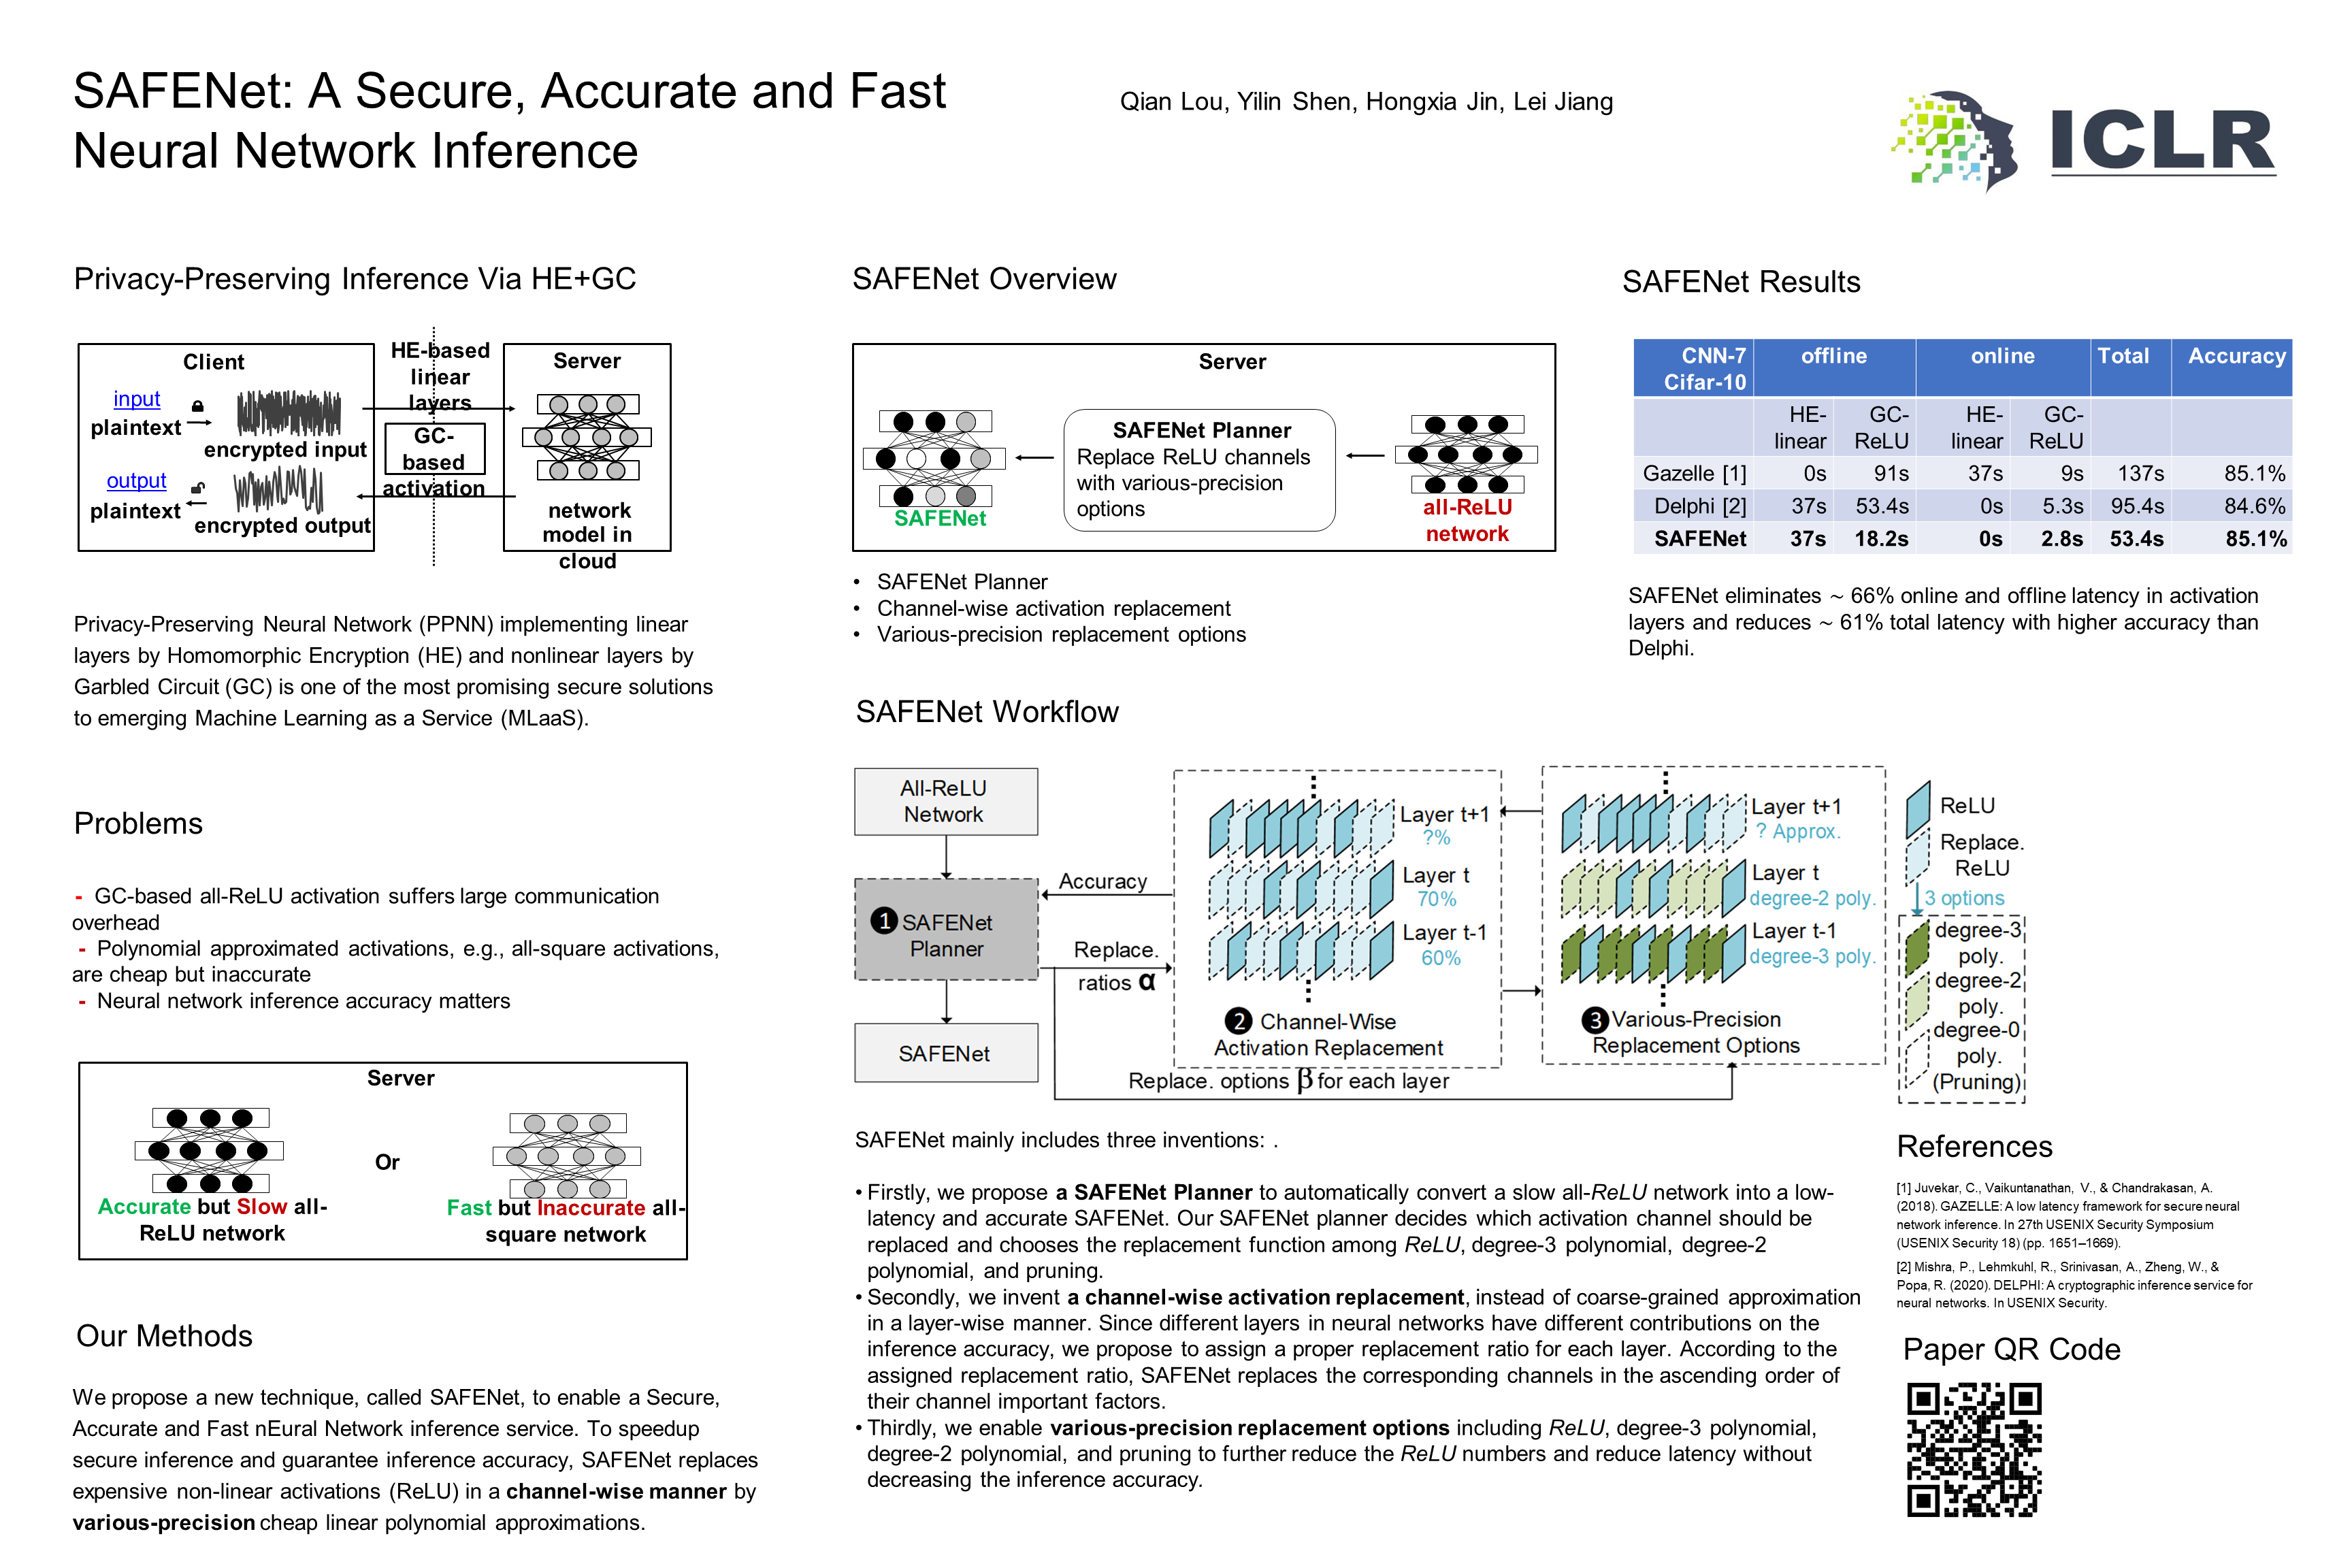 SAFENet: A Secure, Accurate and Fast
Neural Network Inference
Qian Lou, Yilin Shen, Hongxia Jin, Lei Jiang
ICLR
Privacy-Preserving Inference Via HE+GC
Client
input
plaintext
encrypted input
output
plaintext
encrypted output
HE-based
linear
layers
GC-
based
activation
Server
network
model in
cloud
Privacy-Preserving Neural Network (PPNN) implementing linear
layers by Homomorphic Encryption (HE) and nonlinear layers by
Garbled Circuit (GC) is one of the most promising secure solutions
to emerging Machine Learning as a Service (MLaaS).
Problems
- GC-based all-ReLU activation suffers large communication
overhead
- Polynomial approximated activations, e.g., all-square activations,
are cheap but inaccurate
- Neural network inference accuracy matters
Server
Or
Accurate but Slow all-
ReLU network
Fast but Inaccurate all-
square network
Our Methods
We propose a new technique, called SAFENet, to enable a Secure,
Accurate and Fast nEural Network inference service. To speedup
secure inference and guarantee inference accuracy, SAFENet replaces
expensive non-linear activations (ReLU) in a channel-wise manner by
various-precision cheap linear polynomial approximations.
SAFENet Overview
Server
SAFENet
SAFENet Planner
Replace ReLU channels
with various-precision
options
all-ReLU
network
• SAFENet Planner
• Channel-wise activation replacement
• Various-precision replacement options
SAFENet Workflow
All-ReLU
Network
1 SAFENet
Planner
SAFENet
Accuracy
Replace.
ratios α
Layer t+1
?%
Layer t
70%
Layer t-1
60%
2 Channel-Wise
Activation Replacement
Layer t+1
? Approx.
Layer t
degree-2 poly.
Layer t-1
degree-3 poly.
3 Various-Precision
Replacement Options
Replace. options β for each layer
ReLU
Replace.
ReLU
3 options
degree-3
poly.
degree-2
poly.
degree-0
poly.
(Pruning)
SAFENet mainly includes three inventions: .
• Firstly, we propose a SAFENet Planner to automatically convert a slow all-ReLU network into a low-
latency and accurate SAFENet. Our SAFENet planner decides which activation channel should be
replaced and chooses the replacement function among ReLU, degree-3 polynomial, degree-2
polynomial, and pruning.
• Secondly, we invent a channel-wise activation replacement, instead of coarse-grained approximation
in a layer-wise manner. Since different layers in neural networks have different contributions on the
inference accuracy, we propose to assign a proper replacement ratio for each layer. According to the
assigned replacement ratio, SAFENet replaces the corresponding channels in the ascending order of
their channel important factors.
• Thirdly, we enable various-precision replacement options including ReLU, degree-3 polynomial,
degree-2 polynomial, and pruning to further reduce the ReLU numbers and reduce latency without
decreasing the inference accuracy.
SAFENet Results
CNN-7 offline online Total Accuracy
Cifar-10
HE- GC- HE- GC-
linear ReLU linear ReLU
Gazelle [1] 0s 91s 37s 9s 137s 85.1%
Delphi [2] 37s 53.4s 0s 5.3s 95.4s 84.6%
SAFENet 37s 18.2s 0s 2.8s 53.4s 85.1%
SAFENet eliminates ~ 66% online and offline latency in activation
layers and reduces ~ 61% total latency with higher accuracy than
Delphi.
References
[1] Juvekar, C., Vaikuntanathan, V., & Chandrakasan, A.
(2018). GAZELLE: A low latency framework for secure neural
network inference. In 27th USENIX Security Symposium
(USENIX Security 18) (pp. 1651–1669).
[2] Mishra, P., Lehmkuhl, R., Srinivasan, A., Zheng, W., &
Popa, R. (2020). DELPHI: A cryptographic inference service for
neural networks. In USENIX Security.
Paper QR Code